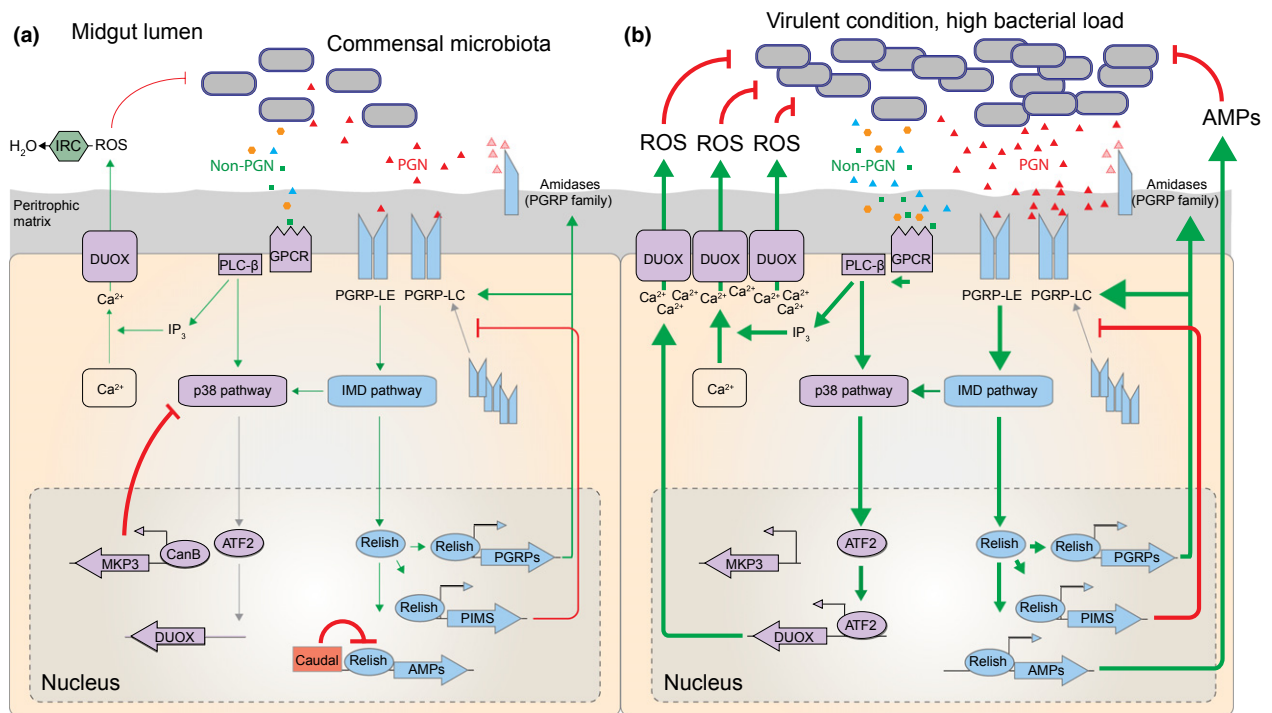 (a)
Midgut lumen
Commensal microbiota
H₂O
IRC
ROS
Non-PGN
PGN
Amidases
(PGRP family)
Peritrophic
matrix
DUOX
PLC-β
GPCR
Ca²⁺
IP₃
PGRP-LE
PGRP-LC
Ca²⁺
p38 pathway
IMD pathway
MKP3
CanB
ATF2
Relish
Relish
PGRPs
Relish
PIMS
DUOX
Caudal
Relish
AMPs
Nucleus
(b)
Virulent condition, high bacterial load
ROS
ROS
ROS
AMPs
Non-PGN
PGN
Amidases
(PGRP family)
DUOX
DUOX
DUOX
PLC-β
GPCR
Ca²⁺
Ca²⁺
Ca²⁺
Ca²⁺
Ca²⁺
Ca²⁺
Ca²⁺
Ca²⁺
IP₃
PGRP-LE
PGRP-LC
Ca²⁺
p38 pathway
IMD pathway
MKP3
ATF2
Relish
Relish
PGRPs
Relish
PIMS
DUOX
ATF2
Relish
AMPs
Nucleus